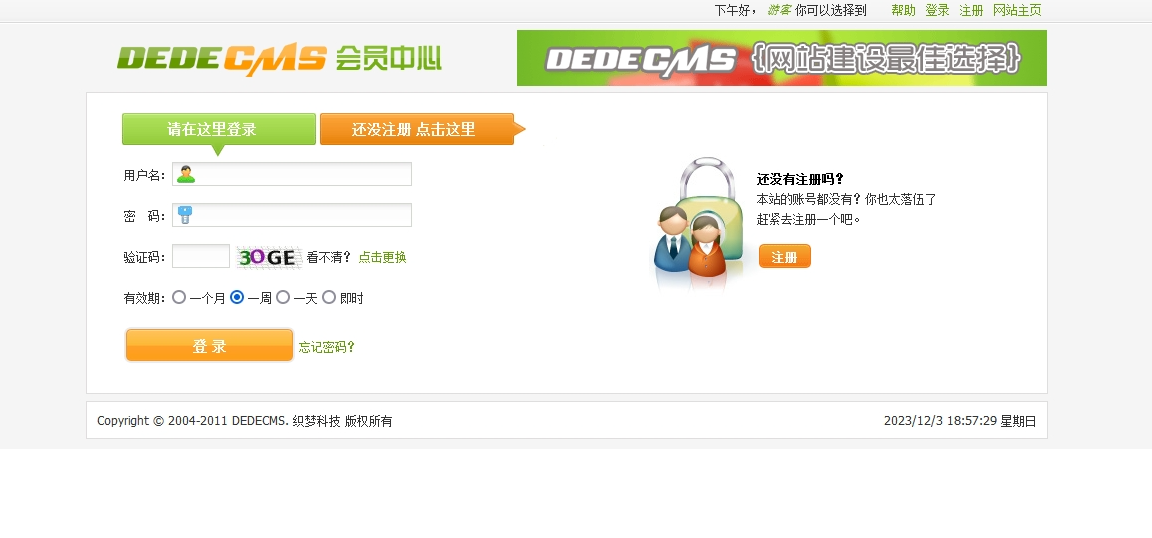 下午好， 游客 你可以选择到 帮助 登录 注册 网站主页
DEDECMS 会员中心
DEDECMS {网站建设最佳选择}
请在这里登录 还没注册 点击这里
用户名：
密 码：
验证码： 3OGE 看不清？ 点击更换
有效期： 一个月 一周 一天 即时
登 录 忘记密码？
还没有注册吗？
本站的账号都没有？你也太落伍了
赶紧去注册一个吧。
注册
Copyright © 2004-2011 DEDECMS. 织梦科技 版权所有 2023/12/3 18:57:29 星期日